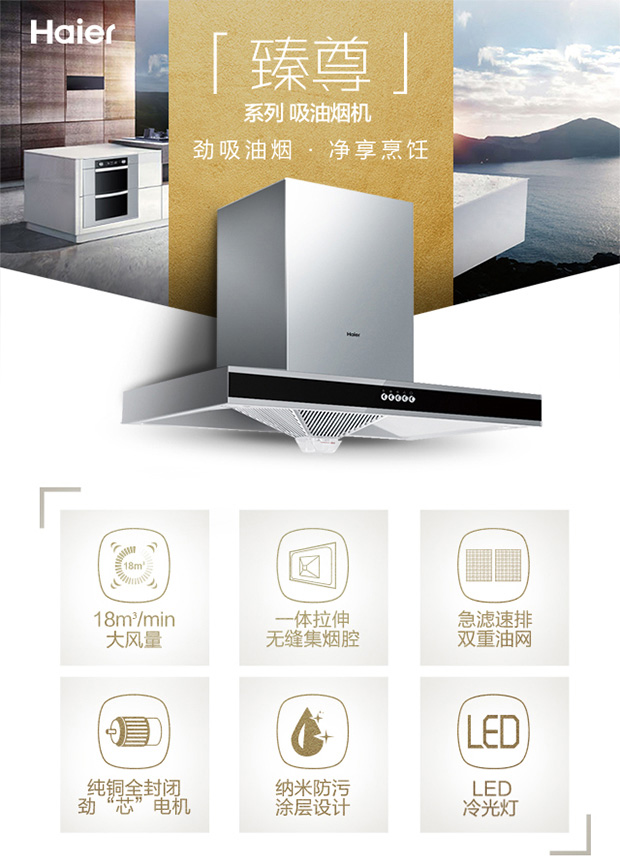 Haier
「臻尊」
系列 吸油烟机
劲吸油烟 · 净享烹饪
Haier
18m³
18m³/min
大风量
一体拉伸
无缝集烟腔
急滤速排
双重油网
纯铜全封闭
劲“芯”电机
纳米防污
涂层设计
LED
LED
冷光灯